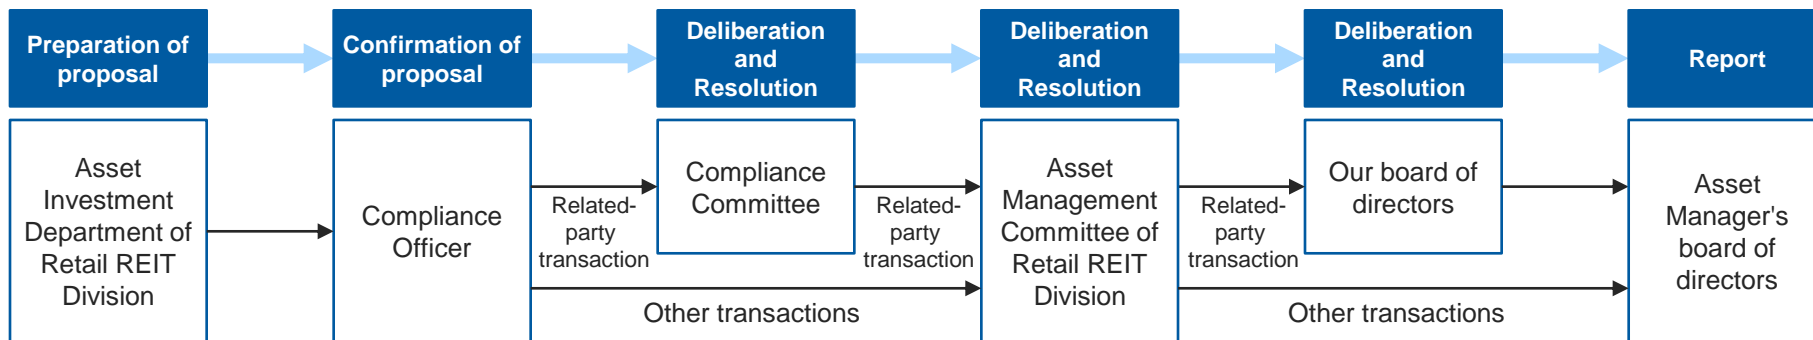 Preparation of
proposal
Confirmation of
proposal
Deliberation
and
Resolution
Deliberation
and
Resolution
Deliberation
and
Resolution
Report
Asset
Investment
Department of
Retail REIT
Division
Compliance
Officer
Related-
party
transaction
Compliance
Committee
Related-
party
transaction
Other transactions
Asset
Management
Committee of
Retail REIT
Division
Related-
party
transaction
Our board of
directors
Other transactions
Asset
Manager's
board of
directors